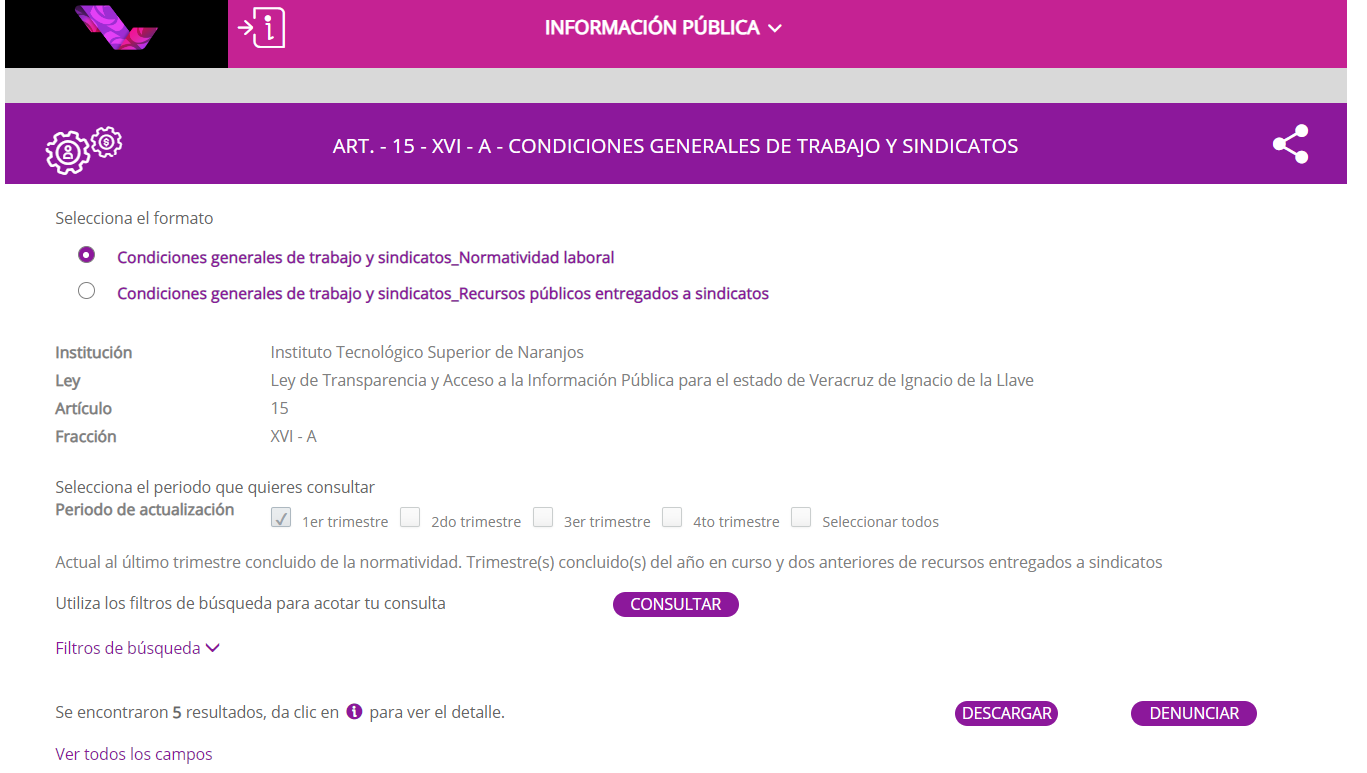 INFORMACIÓN PÚBLICA
ART. - 15 - XVI - A - CONDICIONES GENERALES DE TRABAJO Y SINDICATOS
Selecciona el formato
Condiciones generales de trabajo y sindicatos_Normatividad laboral
Condiciones generales de trabajo y sindicatos_Recursos públicos entregados a sindicatos
Institución Instituto Tecnológico Superior de Naranjos
Ley Ley de Transparencia y Acceso a la Información Pública para el estado de Veracruz de Ignacio de la Llave
Artículo 15
Fracción XVI - A
Selecciona el periodo que quieres consultar
Periodo de actualización 1er trimestre 2do trimestre 3er trimestre 4to trimestre Seleccionar todos
Actual al último trimestre concluido de la normatividad. Trimestre(s) concluido(s) del año en curso y dos anteriores de recursos entregados a sindicatos
Utiliza los filtros de búsqueda para acotar tu consulta CONSULTAR
Filtros de búsqueda
Se encontraron 5 resultados, da clic en i para ver el detalle. DESCARGAR DENUNCIAR
Ver todos los campos